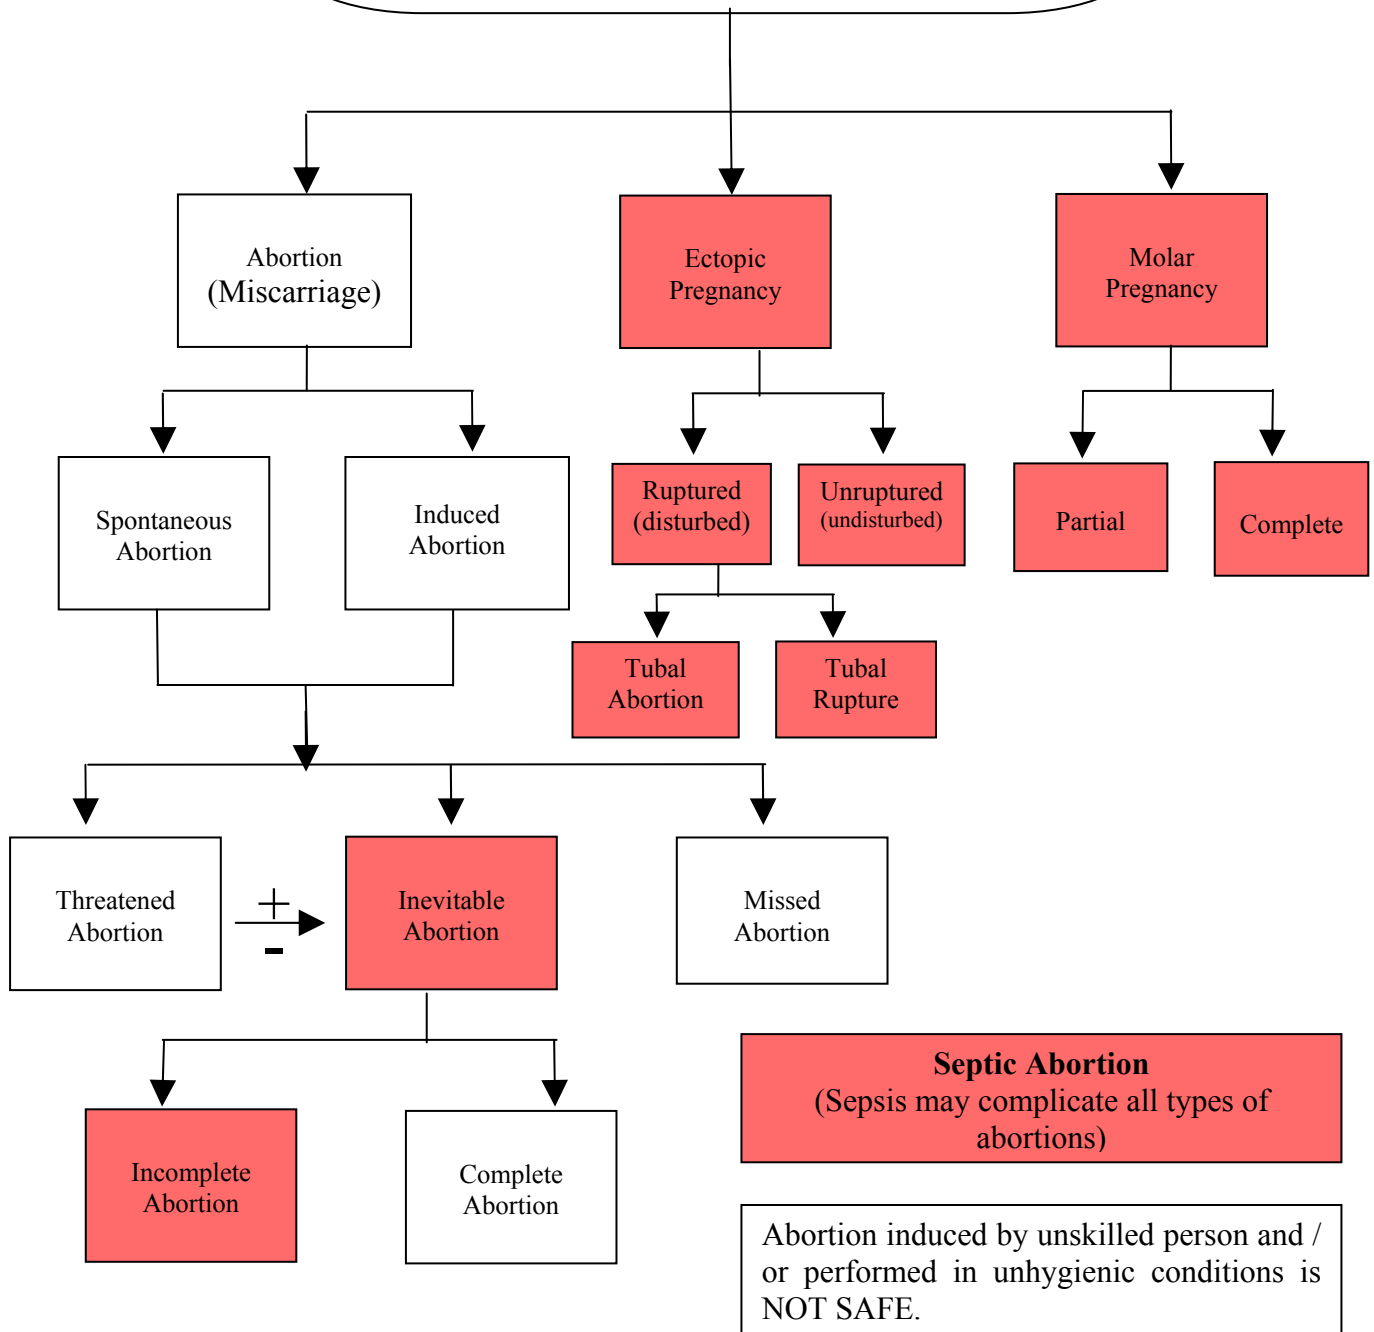 Abortion
(Miscarriage)
Ectopic
Pregnancy
Molar
Pregnancy
Spontaneous
Abortion
Induced
Abortion
Ruptured
(disturbed)
Unruptured
(undisturbed)
Partial
Complete
Tubal
Abortion
Tubal
Rupture
Threatened
Abortion
+
-
Inevitable
Abortion
Missed
Abortion
Incomplete
Abortion
Complete
Abortion
Septic Abortion
(Sepsis may complicate all types of
abortions)
Abortion induced by unskilled person and /
or performed in unhygienic conditions is
NOT SAFE.